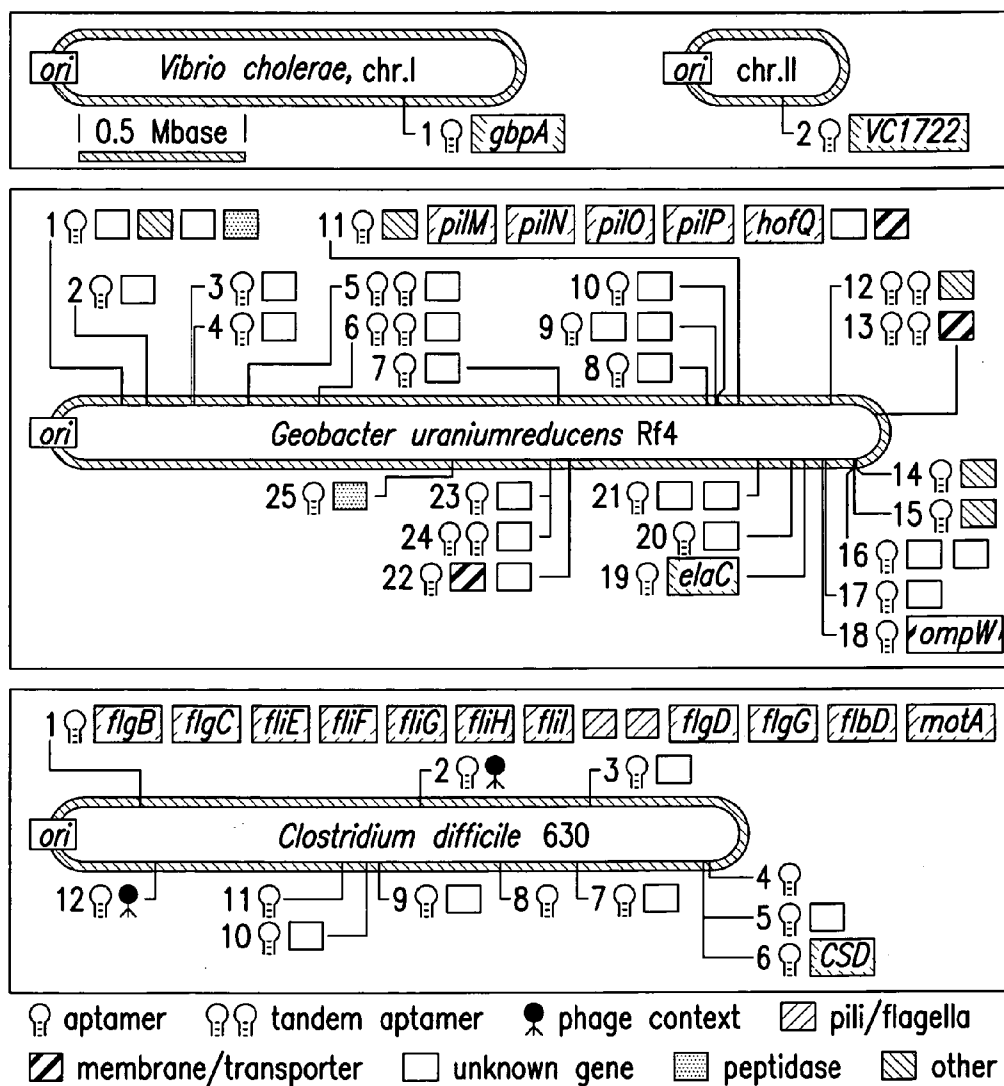 ori Vibrio cholerae, chr.I ori chr.II
0.5 Mbase 1 gbpA 2 VC1722
1 11 pilM pilN pilO pilP hofQ
2 3 5 10 12
4 6 9 13
7 8
ori Geobacter uraniumreducens Rf4
25 23 21 14
24 20 15
22 19 elaC 16
17
18 ompW
1 flgB flgC fliE fliF fliG fliH fliI flgD flgG flbD motA
2 3
ori Clostridium difficile 630
12 11 9 8 7 4
10 5
6 CSD
aptamer tandem aptamer phage context pili/flagella
membrane/transporter unknown gene peptidase other